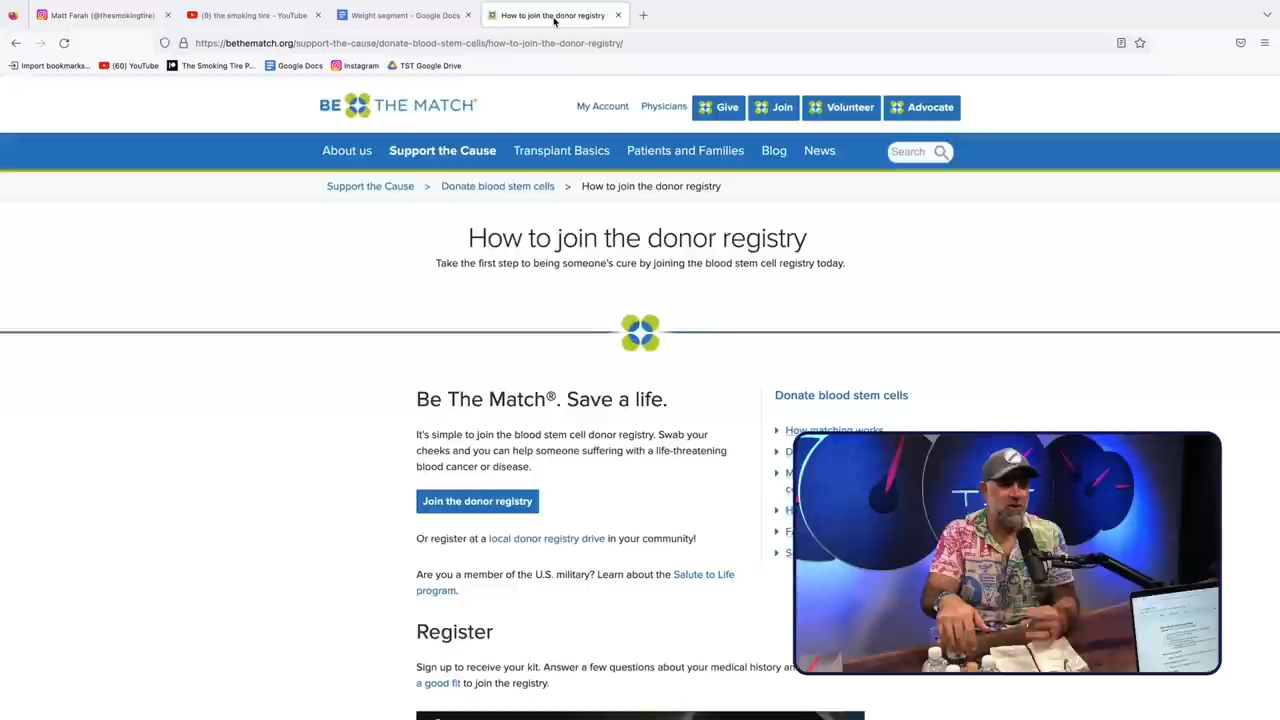 Matt Farah (@thesmokingtire)
(9) the smoking tire - YouTube
Weight segment - Google Docs
How to join the donor registry
https://bethematch.org/support-the-cause/donate-blood-stem-cells/how-to-join-the-donor-registry/
Import bookmarks...
(60) YouTube
The Smoking Tire P...
Google Docs
Instagram
TST Google Drive
BE THE MATCH®
My Account
Physicians
Give
Join
Volunteer
Advocate
About us
Support the Cause
Transplant Basics
Patients and Families
Blog
News
Search
Support the Cause > Donate blood stem cells > How to join the donor registry
How to join the donor registry
Take the first step to being someone's cure by joining the blood stem cell registry today.
Be The Match®. Save a life.
It's simple to join the blood stem cell donor registry. Swab your
cheeks and you can help someone suffering with a life-threatening
blood cancer or disease.
Join the donor registry
Or register at a local donor registry drive in your community!
Are you a member of the U.S. military? Learn about the Salute to Life
program.
Register
Sign up to receive your kit. Answer a few questions about your medical history an
a good fit to join the registry.
Donate blood stem cells
How matching works